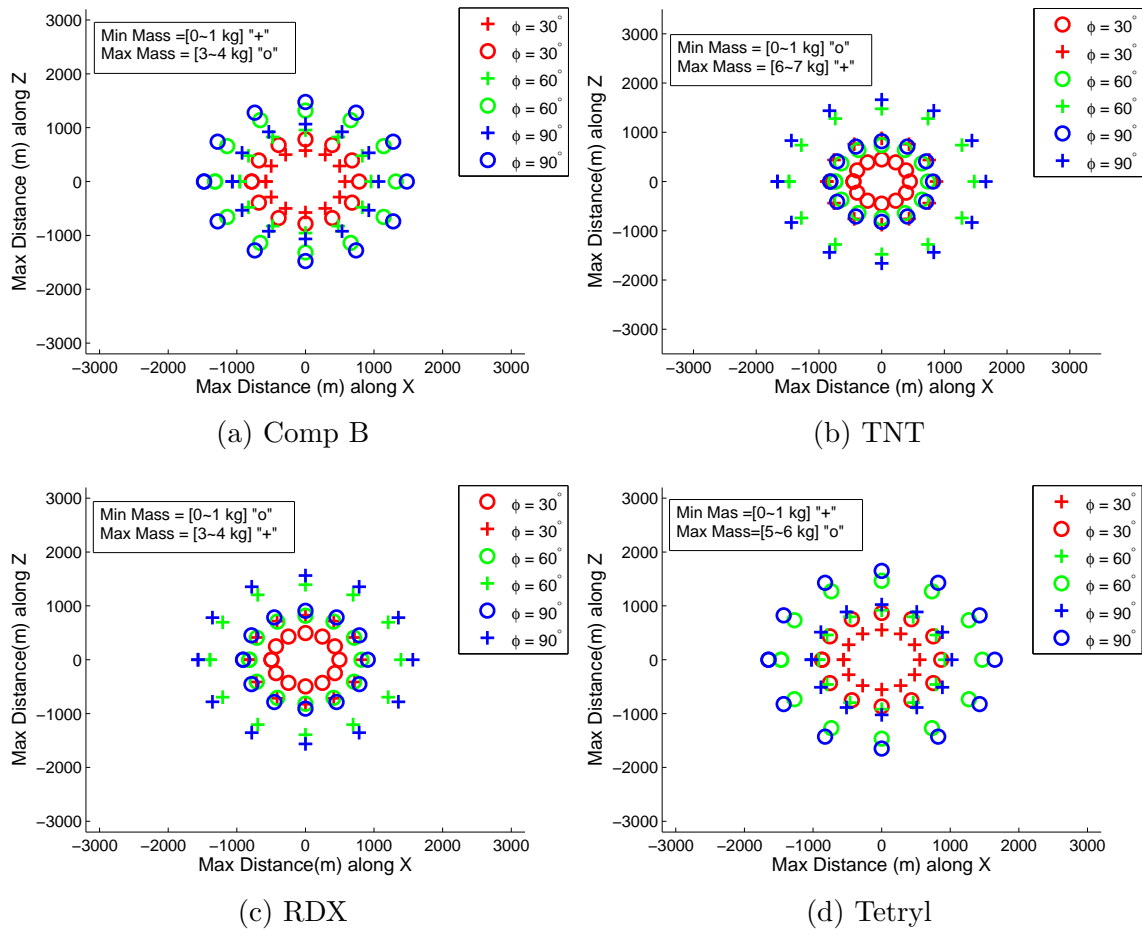 Max Distance (m) along Z
3000
2000
1000
0
−1000
−2000
−3000
Min Mass =[0~1 kg] "+"
Max Mass = [3~4 kg] "o"
ϕ = 30°
ϕ = 30°
ϕ = 60°
ϕ = 60°
ϕ = 90°
ϕ = 90°
−3000 −2000 −1000 0 1000 2000 3000
Max Distance (m) along X
(a) Comp B
Max Distance(m) along Z
3000
2000
1000
0
−1000
−2000
−3000
Min Mass = [0~1 kg] "o"
Max Mass = [6~7 kg] "+"
ϕ = 30°
ϕ = 30°
ϕ = 60°
ϕ = 60°
ϕ = 90°
ϕ = 90°
−3000 −2000 −1000 0 1000 2000 3000
Max Distance (m) along X
(b) TNT
Max Distance(m) along Z
3000
2000
1000
0
−1000
−2000
−3000
Min Mass = [0~1 kg] "o"
Max Mass = [3~4 kg] "+"
ϕ = 30°
ϕ = 30°
ϕ = 60°
ϕ = 60°
ϕ = 90°
ϕ = 90°
−3000 −2000 −1000 0 1000 2000 3000
Max Distance(m) along X
(c) RDX
Max Distance(m) along Z
3000
2000
1000
0
−1000
−2000
−3000
Min Mas =[0~1 kg] "+"
Max Mass=[5~6 kg] "o"
ϕ = 30°
ϕ = 30°
ϕ = 60°
ϕ = 60°
ϕ = 90°
ϕ = 90°
−3000 −2000 −1000 0 1000 2000 3000
Max Distance (m) along X
(d) Tetryl